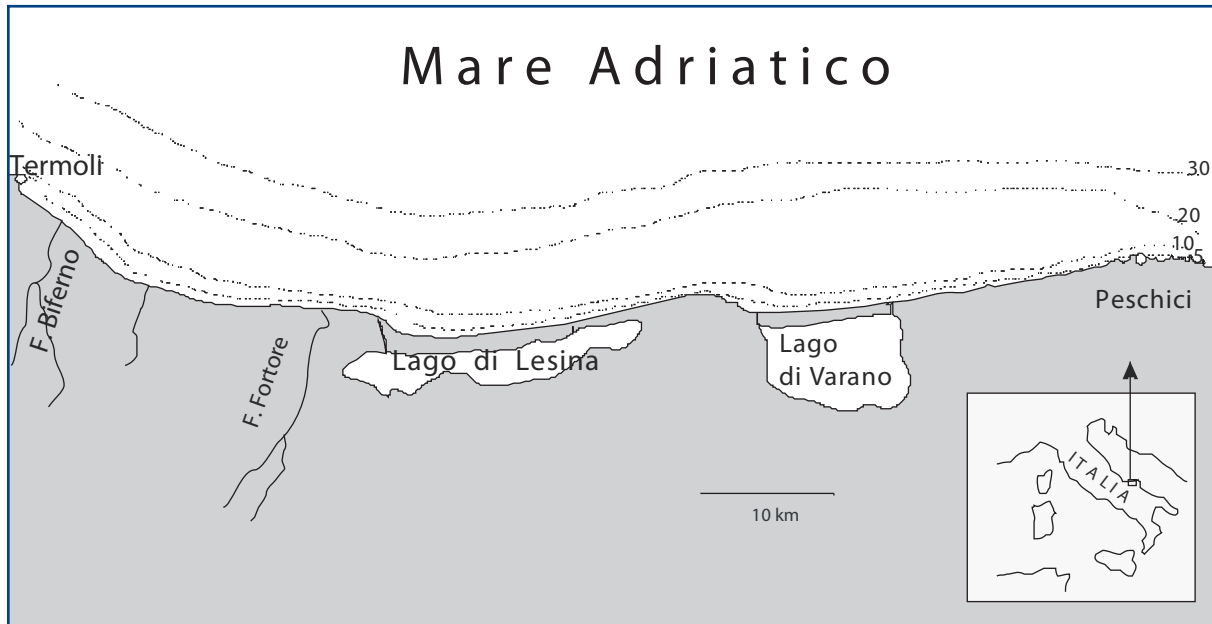 Mare Adriatico
Termoli
30
20
10
5
F. Biferno
Peschici
F. Fortore
Lago di Lesina
Lago
di Varano
ITALIA
10 km